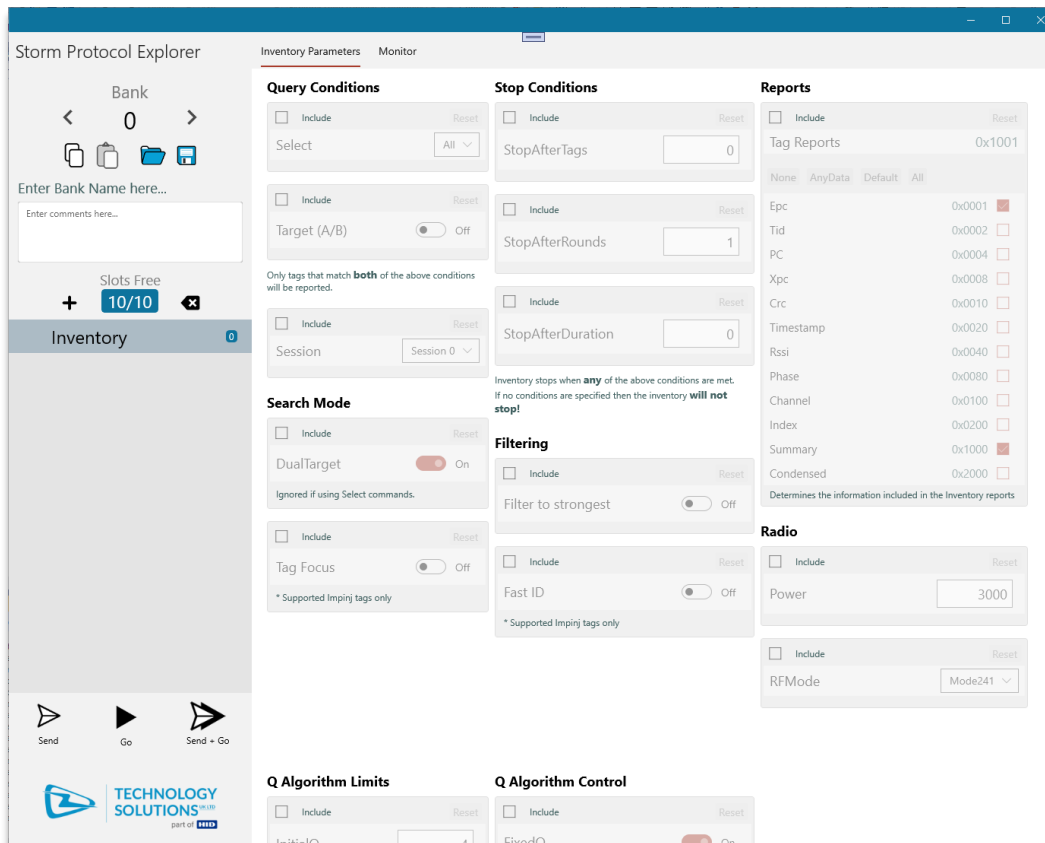 Storm Protocol Explorer
Bank
0
Enter Bank Name here...
Enter comments here...
Slots Free
10/10
Inventory
0
Send
Go
Send + Go
TECHNOLOGY
SOLUTIONS UK LTD
part of HID
Inventory Parameters
Monitor
Query Conditions
Include
Reset
Select
All
Include
Reset
Target (A/B)
Off
Only tags that match both of the above conditions
will be reported.
Include
Reset
Session
Session 0
Search Mode
Include
Reset
DualTarget
On
Ignored if using Select commands.
Include
Reset
Tag Focus
Off
* Supported Impinj tags only
Q Algorithm Limits
Include
Reset
InitialQ
4
Stop Conditions
Include
Reset
StopAfterTags
0
Include
Reset
StopAfterRounds
1
Include
Reset
StopAfterDuration
0
Inventory stops when any of the above conditions are met.
If no conditions are specified then the inventory will not
stop!
Filtering
Include
Reset
Filter to strongest
Off
Include
Reset
Fast ID
Off
* Supported Impinj tags only
Q Algorithm Control
Include
Reset
FixedQ
On
Reports
Include
Reset
Tag Reports
0x1001
None AnyData Default All
Epc 0x0001
Tid 0x0002
PC 0x0004
Xpc 0x0008
Crc 0x0010
Timestamp 0x0020
Rssi 0x0040
Phase 0x0080
Channel 0x0100
Index 0x0200
Summary 0x1000
Condensed 0x2000
Determines the information included in the Inventory reports
Radio
Include
Reset
Power
3000
Include
Reset
RFMode
Mode241